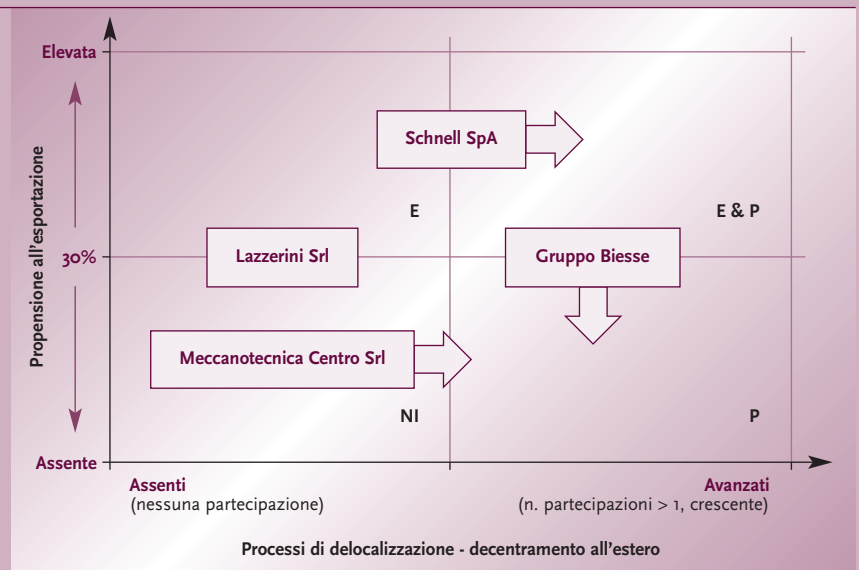 Elevata
Schnell SpA
E
E & P
Propensione all'esportazione
30%
Lazzerini Srl
Gruppo Biesse
Meccanotecnica Centro Srl
NI
P
Assente
Assenti
(nessuna partecipazione)
Avanzati
(n. partecipazioni > 1, crescente)
Processi di delocalizzazione - decentramento all'estero